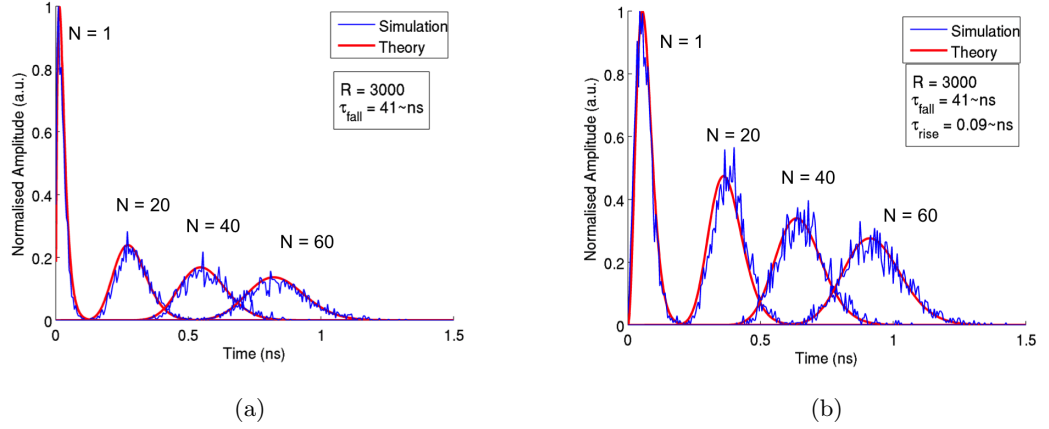 Simulation
Theory
R = 3000
τfall = 41~ns
N = 1
N = 20
N = 40
N = 60
Normalised Amplitude (a.u.)
1
0.8
0.6
0.4
0.2
0
0
0.5
1
1.5
Time (ns)
(a)
Simulation
Theory
R = 3000
τfall = 41~ns
τrise = 0.09~ns
N = 1
N = 20
N = 40
N = 60
Normalised Amplitude (a.u.)
1
0.8
0.6
0.4
0.2
0
0
0.5
1
1.5
Time (ns)
(b)